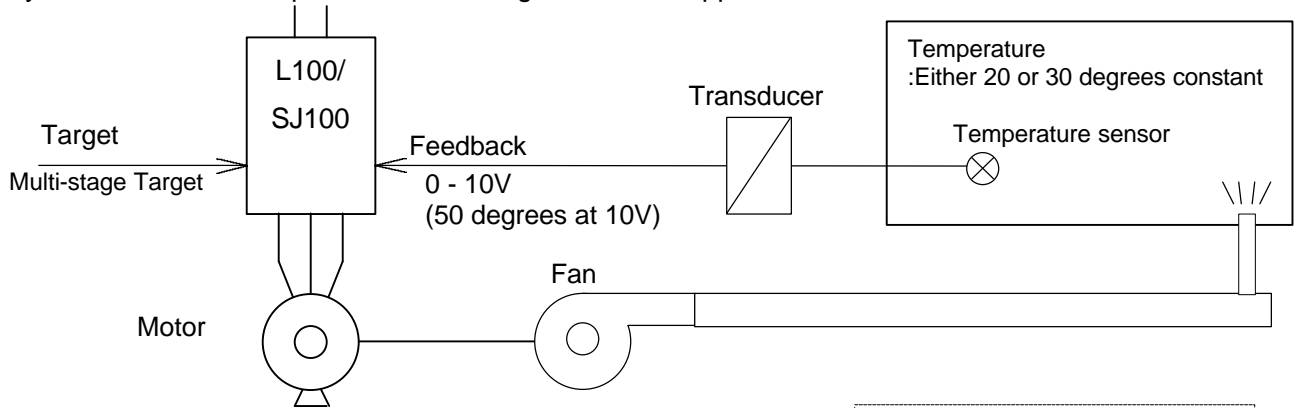 L100/
SJ100
Target
Multi-stage Target
Feedback
0 - 10V
(50 degrees at 10V)
Transducer
Temperature
:Either 20 or 30 degrees constant
Temperature sensor
Fan
Motor